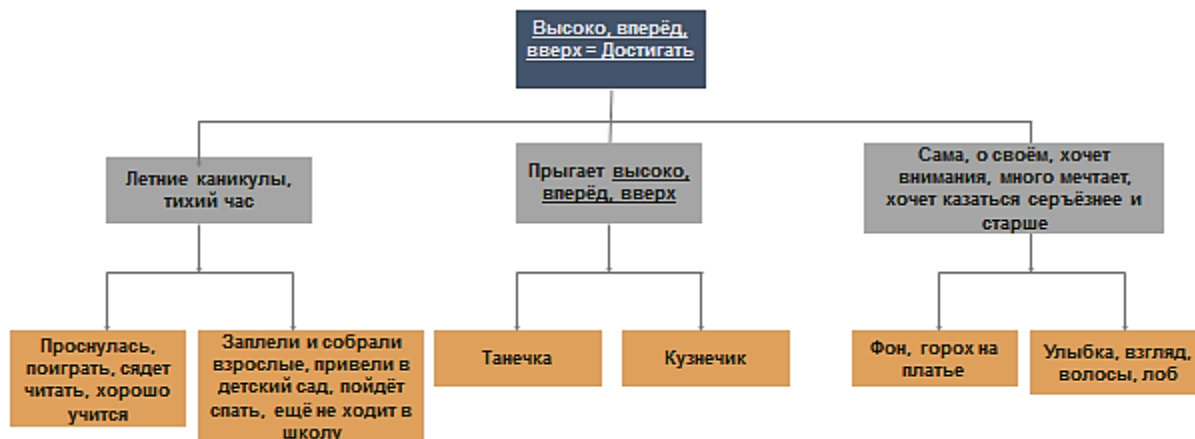 Высоко, вперёд,
вверх = Достигать
Летние каникулы,
тихий час
Прыгает высоко,
вперёд, вверх
Сама, о своём, хочет
внимания, много мечтает,
хочет казаться серъёзнее и
старше
Проснулась,
поиграть, сядет
читать, хорошо
учится
Заплели и собрали
взрослые, привели в
детский сад, пойдёт
спать, ещё не ходит в
школу
Танечка
Кузнечик
Фон, горох на
платье
Улыбка, взгляд,
волосы, лоб